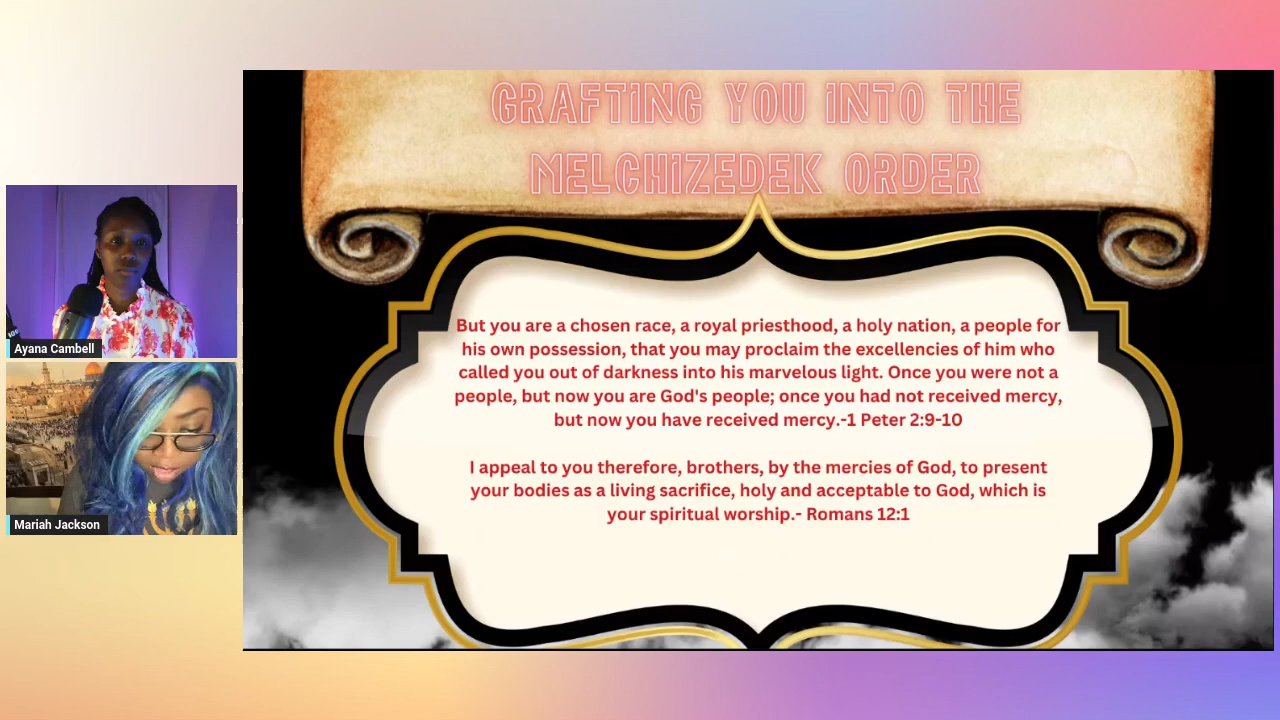 GRAFTING YOU INTO THE
MELCHIZEDEK ORDER
But you are a chosen race, a royal priesthood, a holy nation, a people for
his own possession, that you may proclaim the excellencies of him who
called you out of darkness into his marvelous light. Once you were not a
people, but now you are God's people; once you had not received mercy,
but now you have received mercy.-1 Peter 2:9-10
I appeal to you therefore, brothers, by the mercies of God, to present
your bodies as a living sacrifice, holy and acceptable to God, which is
your spiritual worship.- Romans 12:1
Ayana Cambell
Mariah Jackson